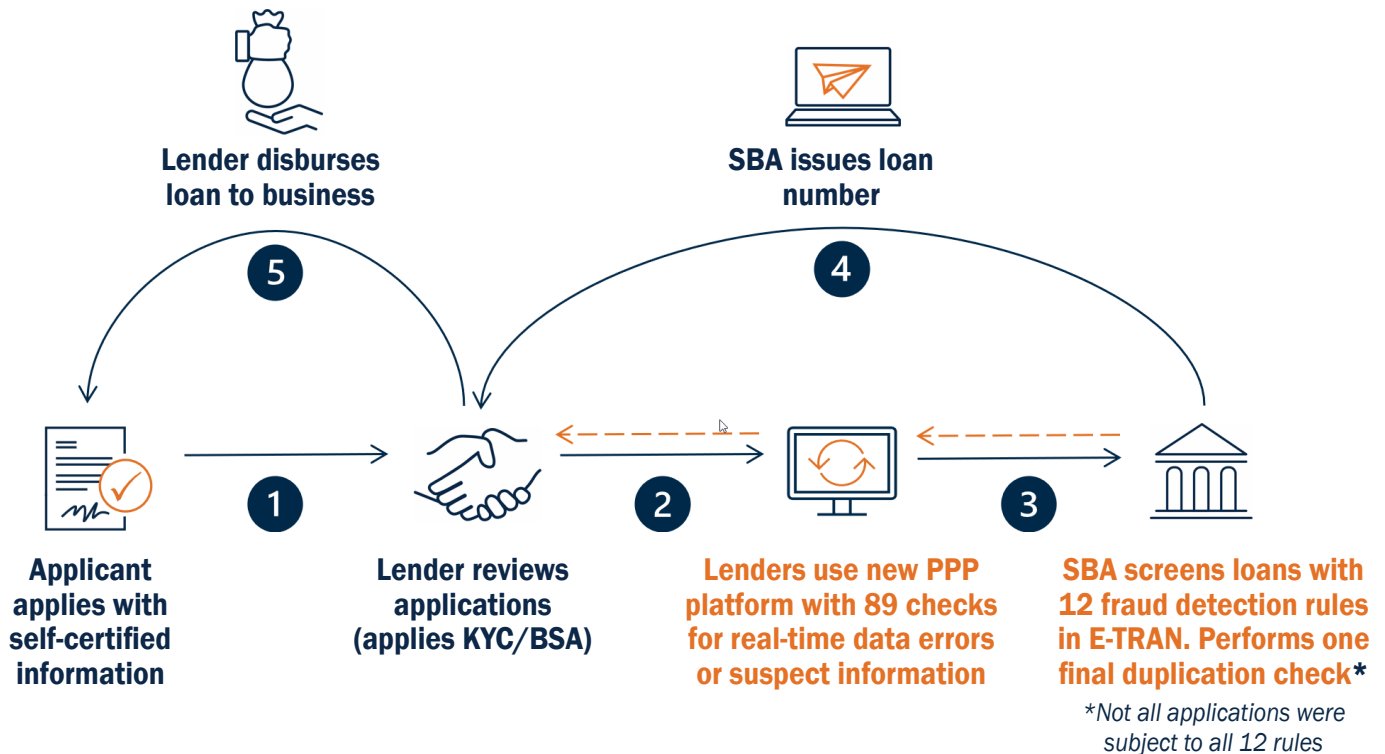 Lender disburses
loan to business
SBA issues loan
number
5
4
1
2
3
Applicant
applies with
self-certified
information
Lender reviews
applications
(applies KYC/BSA)
Lenders use new PPP
platform with 89 checks
for real-time data errors
or suspect information
SBA screens loans with
12 fraud detection rules
in E-TRAN. Performs one
final duplication check*
*Not all applications were
subject to all 12 rules